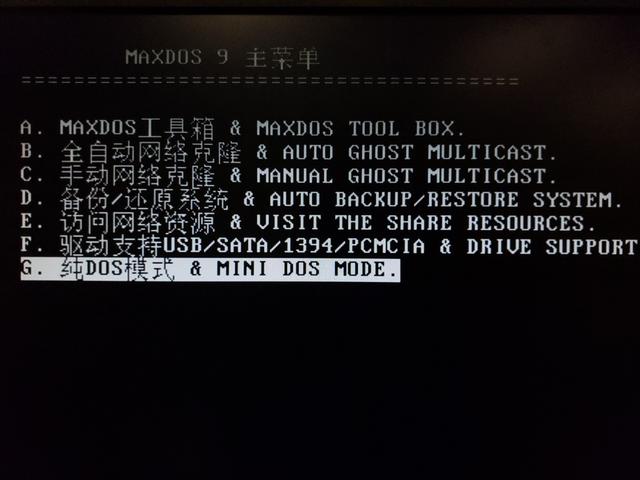 MAXDOS 9 主菜单
======================================
A. MAXDOS工具箱 & MAXDOS TOOL BOX.
B. 全自动网络克隆 & AUTO GHOST MULTICAST.
C. 手动网络克隆 & MANUAL GHOST MULTICAST.
D. 备份/还原系统 & AUTO BACKUP/RESTORE SYSTEM.
E. 访问网络资源 & VISIT THE SHARE RESOURCES.
F. 驱动支持USB/SATA/1394/PCMCIA & DRIVE SUPPORT
G. 纯DOS模式 & MINI DOS MODE.